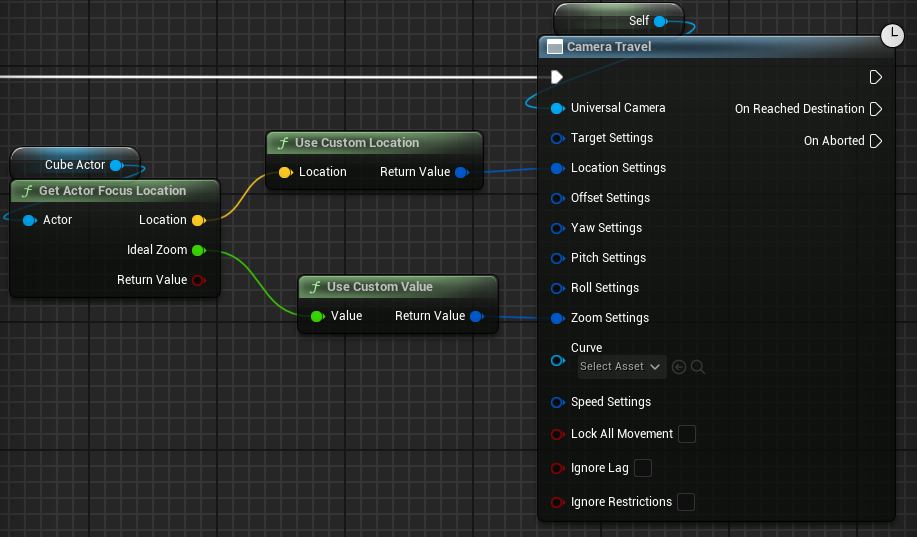 Self
Camera Travel
Universal Camera
On Reached Destination
Target Settings
On Aborted
Use Custom Location
Location
Return Value
Location Settings
Cube Actor
Get Actor Focus Location
Actor
Location
Ideal Zoom
Return Value
Offset Settings
Yaw Settings
Pitch Settings
Roll Settings
Use Custom Value
Value
Return Value
Zoom Settings
Curve
Select Asset
Speed Settings
Lock All Movement
Ignore Lag
Ignore Restrictions